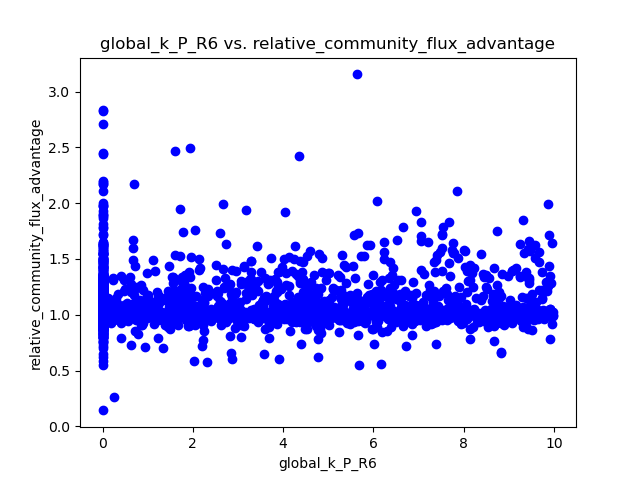 global_k_P_R6 vs. relative_community_flux_advantage
3.0
2.5
2.0
1.5
1.0
0.5
0.0
relative_community_flux_advantage
0 2 4 6 8 10
global_k_P_R6